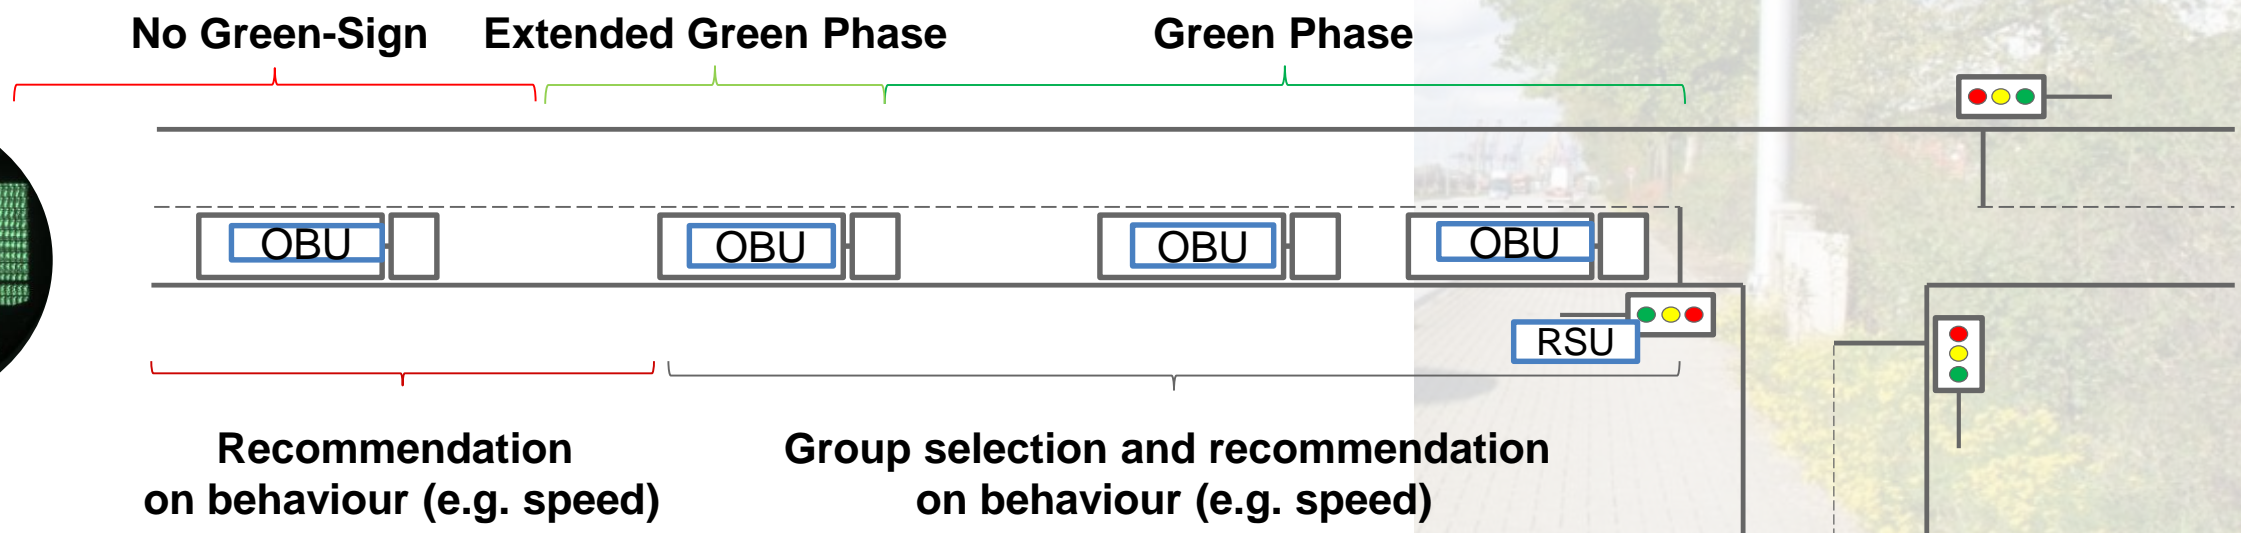 No Green-Sign Extended Green Phase Green Phase
OBU OBU OBU OBU
RSU
Recommendation
on behaviour (e.g. speed)
Group selection and recommendation
on behaviour (e.g. speed)